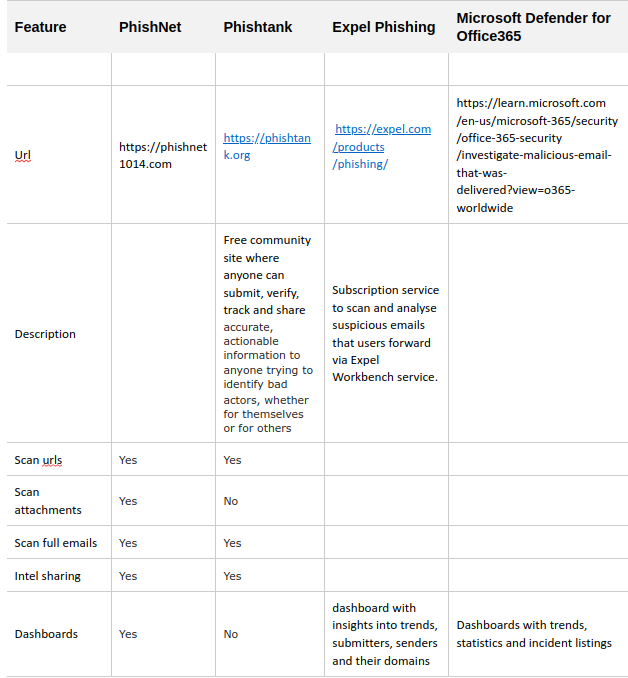 Feature
PhishNet
Phishtank
Expel Phishing
Microsoft Defender for
Office365
Url
https://phishnet
1014.com
https://phishtan
k.org
https://expel.com
/products
/phishing/
https://learn.microsoft.com
/en-us/microsoft-365/security
/office-365-security
/investigate-malicious-email-
that-was-
delivered?view=o365-
worldwide
Description
Free community
site where
anyone can
submit, verify,
track and share
accurate,
actionable
information to
anyone trying to
identify bad
actors, whether
for themselves
or for others
Subscription service
to scan and analyse
suspicious emails
that users forward
via Expel
Workbench service.
Scan urls
Yes
Yes
Scan
attachments
Yes
No
Scan full emails
Yes
Yes
Intel sharing
Yes
Yes
Dashboards
Yes
No
dashboard with
insights into trends,
submitters, senders
and their domains
Dashboards with trends,
statistics and incident listings